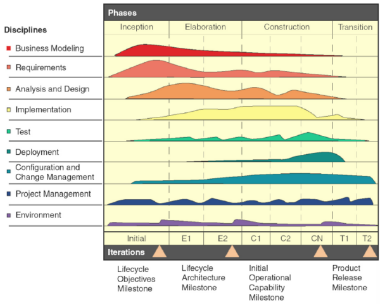 Phases
Disciplines
Inception Elaboration Construction Transition
Business Modeling
Requirements
Analysis and Design
Implementation
Test
Deployment
Configuration and
Change Management
Project Management
Environment
Initial E1 E2 C1 C2 CN T1 T2
Iterations
Lifecycle
Objectives
Milestone
Lifecycle
Architecture
Milestone
Initial
Operational
Capability
Milestone
Product
Release
Milestone